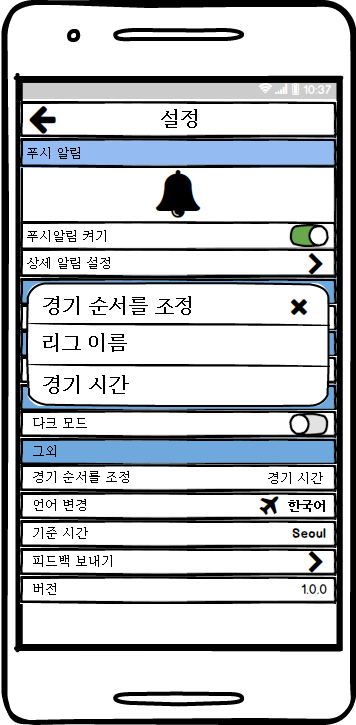 10:37
설정
푸시 알림
푸시알림 켜기
상세 알림 설정
경기 순서를 조정
리그 이름
경기 시간
다크 모드
그외
경기 순서를 조정 경기 시간
언어 변경 한국어
기준 시간 Seoul
피드백 보내기
버전 1.0.0